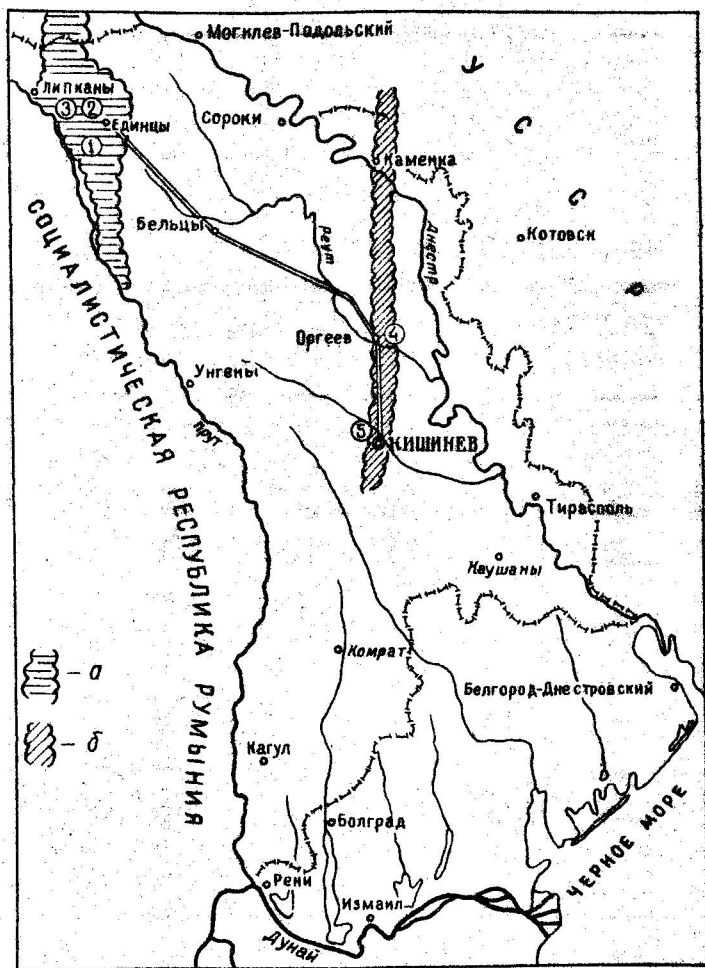 Могилев-Подольский
Липканы
③ ②
Единцы
①
Сороки
Каменка
Котовск
Бельцы
Реут
Днестр
Оргеев
④
Унгены
Прут
⑤
КИШИНЕВ
СОЦИАЛИСТИЧЕСКАЯ РЕСПУБЛИКА РУМЫНИЯ
Тирасполь
Каушаны
Комрат
Белгород-Днестровский
- а
- б
Кагул
Болград
Рени
Измаил
Дунай
ЧЕРНОЕ МОРЕ